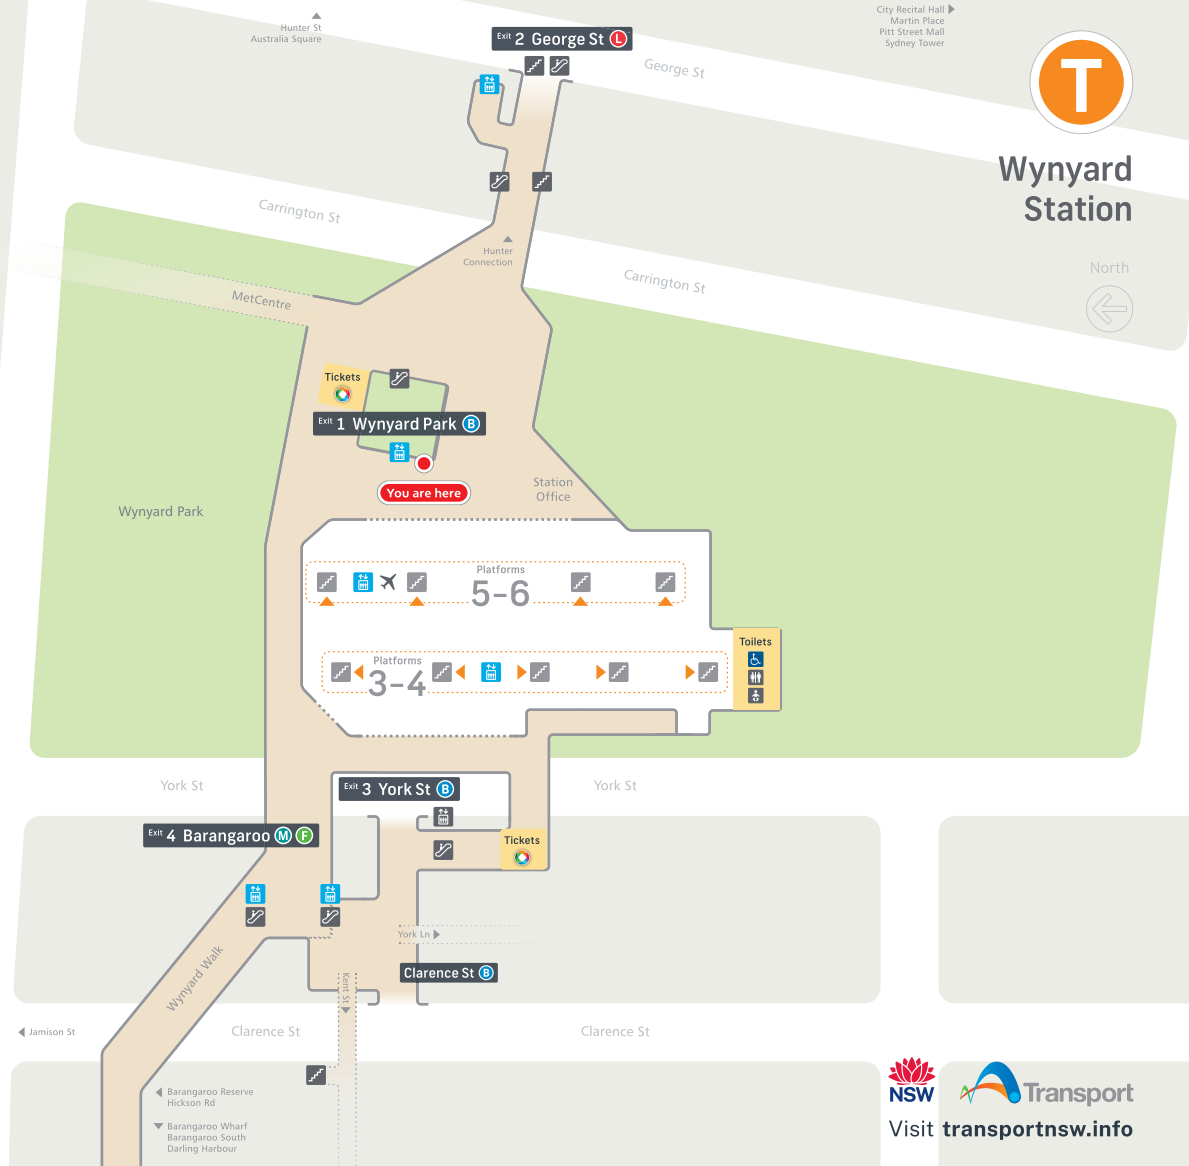 Hunter St
Australia Square
Exit 2 George St L
City Recital Hall
Martin Place
Pitt Street Mall
Sydney Tower
George St
T
Wynyard
Station
Carrington St
Hunter
Connection
Carrington St
North
MetCentre
Tickets
Exit 1 Wynyard Park B
You are here
Station
Office
Wynyard Park
Platforms
5-6
Platforms
3-4
Toilets
York St
Exit 3 York St B
York St
Exit 4 Barangaroo M F
Tickets
York Ln
Wynyard Walk
Clarence St B
Kent St
Jamison St
Clarence St
Clarence St
Barangaroo Reserve
Hickson Rd
Barangaroo Wharf
Barangaroo South
Darling Harbour
NSW
Transport
Visit transportnsw.info